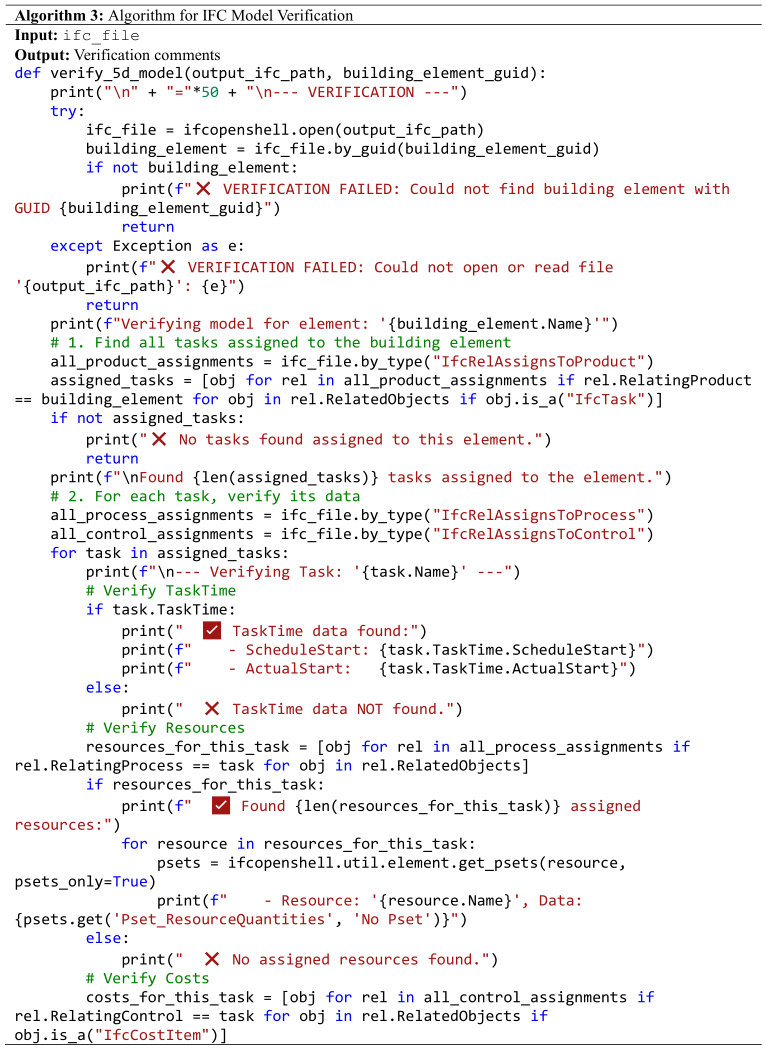 Algorithm 3: Algorithm for IFC Model Verification
Input: ifc_file
Output: Verification comments
def verify_5d_model(output_ifc_path, building_element_guid):
    print("\n" + "="*50 + "\n--- VERIFICATION ---")
    try:
        ifc_file = ifcopenshell.open(output_ifc_path)
        building_element = ifc_file.by_guid(building_element_guid)
        if not building_element:
            print(f"❌ VERIFICATION FAILED: Could not find building element with
GUID {building_element_guid}")
            return
    except Exception as e:
        print(f"❌ VERIFICATION FAILED: Could not open or read file
'{output_ifc_path}': {e}")
        return
    print(f"Verifying model for element: '{building_element.Name}'")
    # 1. Find all tasks assigned to the building element
    all_product_assignments = ifc_file.by_type("IfcRelAssignsToProduct")
    assigned_tasks = [obj for rel in all_product_assignments if rel.RelatingProduct
== building_element for obj in rel.RelatedObjects if obj.is_a("IfcTask")]
    if not assigned_tasks:
        print("❌ No tasks found assigned to this element.")
        return
    print(f"\nFound {len(assigned_tasks)} tasks assigned to the element.")
    # 2. For each task, verify its data
    all_process_assignments = ifc_file.by_type("IfcRelAssignsToProcess")
    all_control_assignments = ifc_file.by_type("IfcRelAssignsToControl")
    for task in assigned_tasks:
        print(f"\n--- Verifying Task: '{task.Name}' ---")
        # Verify TaskTime
        if task.TaskTime:
            print("  ✅ TaskTime data found:")
            print(f"    - ScheduleStart: {task.TaskTime.ScheduleStart}")
            print(f"    - ActualStart:   {task.TaskTime.ActualStart}")
        else:
            print("  ❌ TaskTime data NOT found.")
        # Verify Resources
        resources_for_this_task = [obj for rel in all_process_assignments if
rel.RelatingProcess == task for obj in rel.RelatedObjects]
        if resources_for_this_task:
            print(f"  ✅ Found {len(resources_for_this_task)} assigned
resources:")
            for resource in resources_for_this_task:
                psets = ifcopenshell.util.element.get_psets(resource,
psets_only=True)
                print(f"    - Resource: '{resource.Name}', Data:
{psets.get('Pset_ResourceQuantities', 'No Pset')}")
        else:
            print("  ❌ No assigned resources found.")
        # Verify Costs
        costs_for_this_task = [obj for rel in all_control_assignments if
rel.RelatingControl == task for obj in rel.RelatedObjects if
obj.is_a("IfcCostItem")]